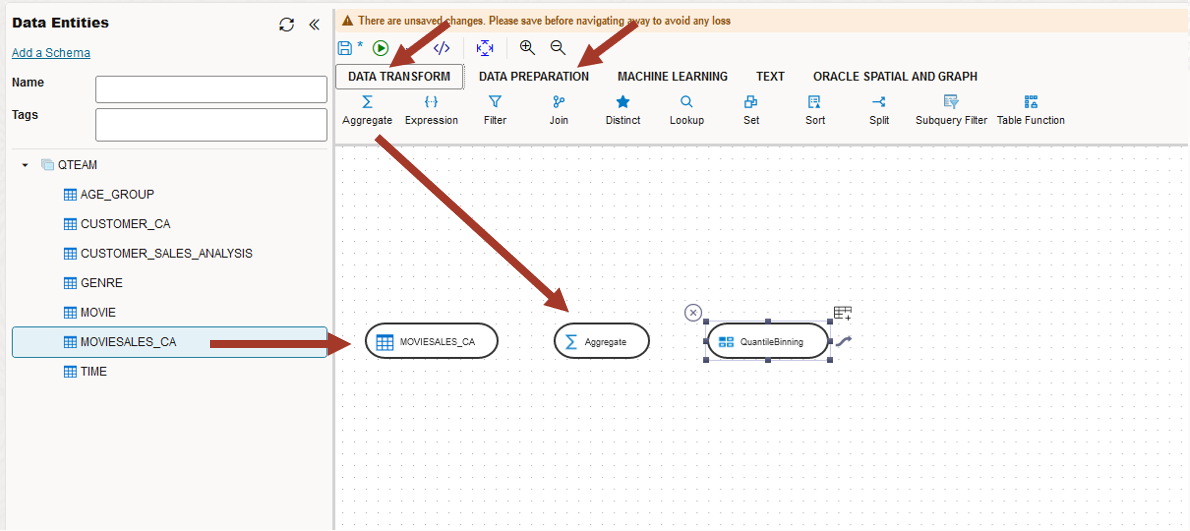 Data Entities
Add a Schema
Name
Tags
QTEAM
AGE_GROUP
CUSTOMER_CA
CUSTOMER_SALES_ANALYSIS
GENRE
MOVIE
MOVIESALES_CA
TIME
There are unsaved changes. Please save before navigating away to avoid any loss
*
</>
DATA TRANSFORM DATA PREPARATION MACHINE LEARNING TEXT ORACLE SPATIAL AND GRAPH
Aggregate Expression Filter Join Distinct Lookup Set Sort Split Subquery Filter Table Function
MOVIESALES_CA Aggregate QuantileBinning